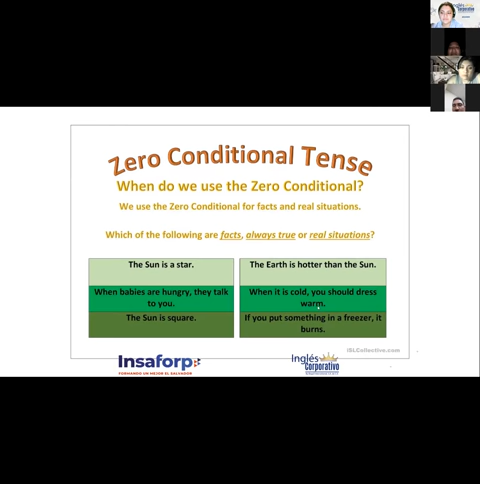 Inglés
Corporativo
Zero Conditional Tense
When do we use the Zero Conditional?
We use the Zero Conditional for facts and real situations.
Which of the following are facts, always true or real situations?
The Sun is a star.
The Earth is hotter than the Sun.
When babies are hungry, they talk
to you.
When it is cold, you should dress
warm.
The Sun is square.
If you put something in a freezer, it
burns.
iSLCollective.com
Insaforp
FORMANDO UN MEJOR EL SALVADOR
Inglés
Corporativo